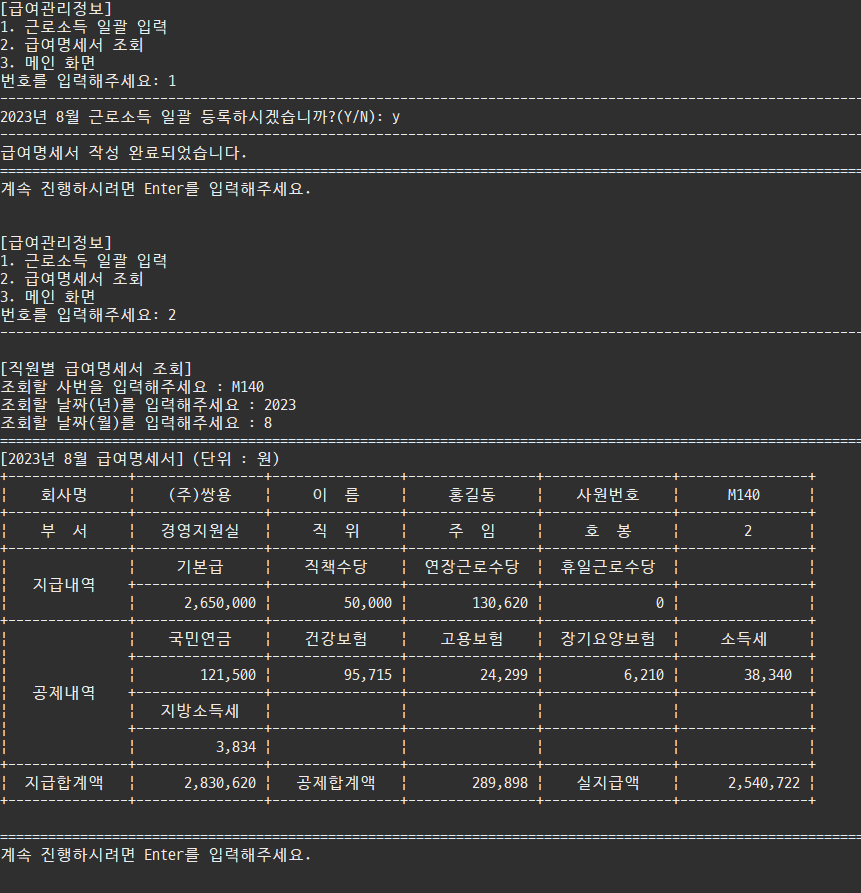 [급여관리정보]
1. 근로소득 일괄 입력
2. 급여명세서 조회
3. 메인 화면
번호를 입력해주세요: 1
2023년 8월 근로소득 일괄 등록하시겠습니까?(Y/N): y
급여명세서 작성 완료되었습니다.
계속 진행하시려면 Enter를 입력해주세요.
[급여관리정보]
1. 근로소득 일괄 입력
2. 급여명세서 조회
3. 메인 화면
번호를 입력해주세요: 2
[직원별 급여명세서 조회]
조회할 사번을 입력해주세요 : M140
조회할 날짜(년)를 입력해주세요 : 2023
조회할 날짜(월)를 입력해주세요 : 8
[2023년 8월 급여명세서] (단위 : 원)
회사명 (주)쌍용 이 름 홍길동 사원번호 M140
부 서 경영지원실 직 위 주 임 호 봉 2
기본급 직책수당 연장근로수당 휴일근로수당
지급내역
2,650,000 50,000 130,620 0
국민연금 건강보험 고용보험 장기요양보험 소득세
121,500 95,715 24,299 6,210 38,340
공제내역
지방소득세
3,834
지급합계액 2,830,620 공제합계액 289,898 실지급액 2,540,722
계속 진행하시려면 Enter를 입력해주세요.